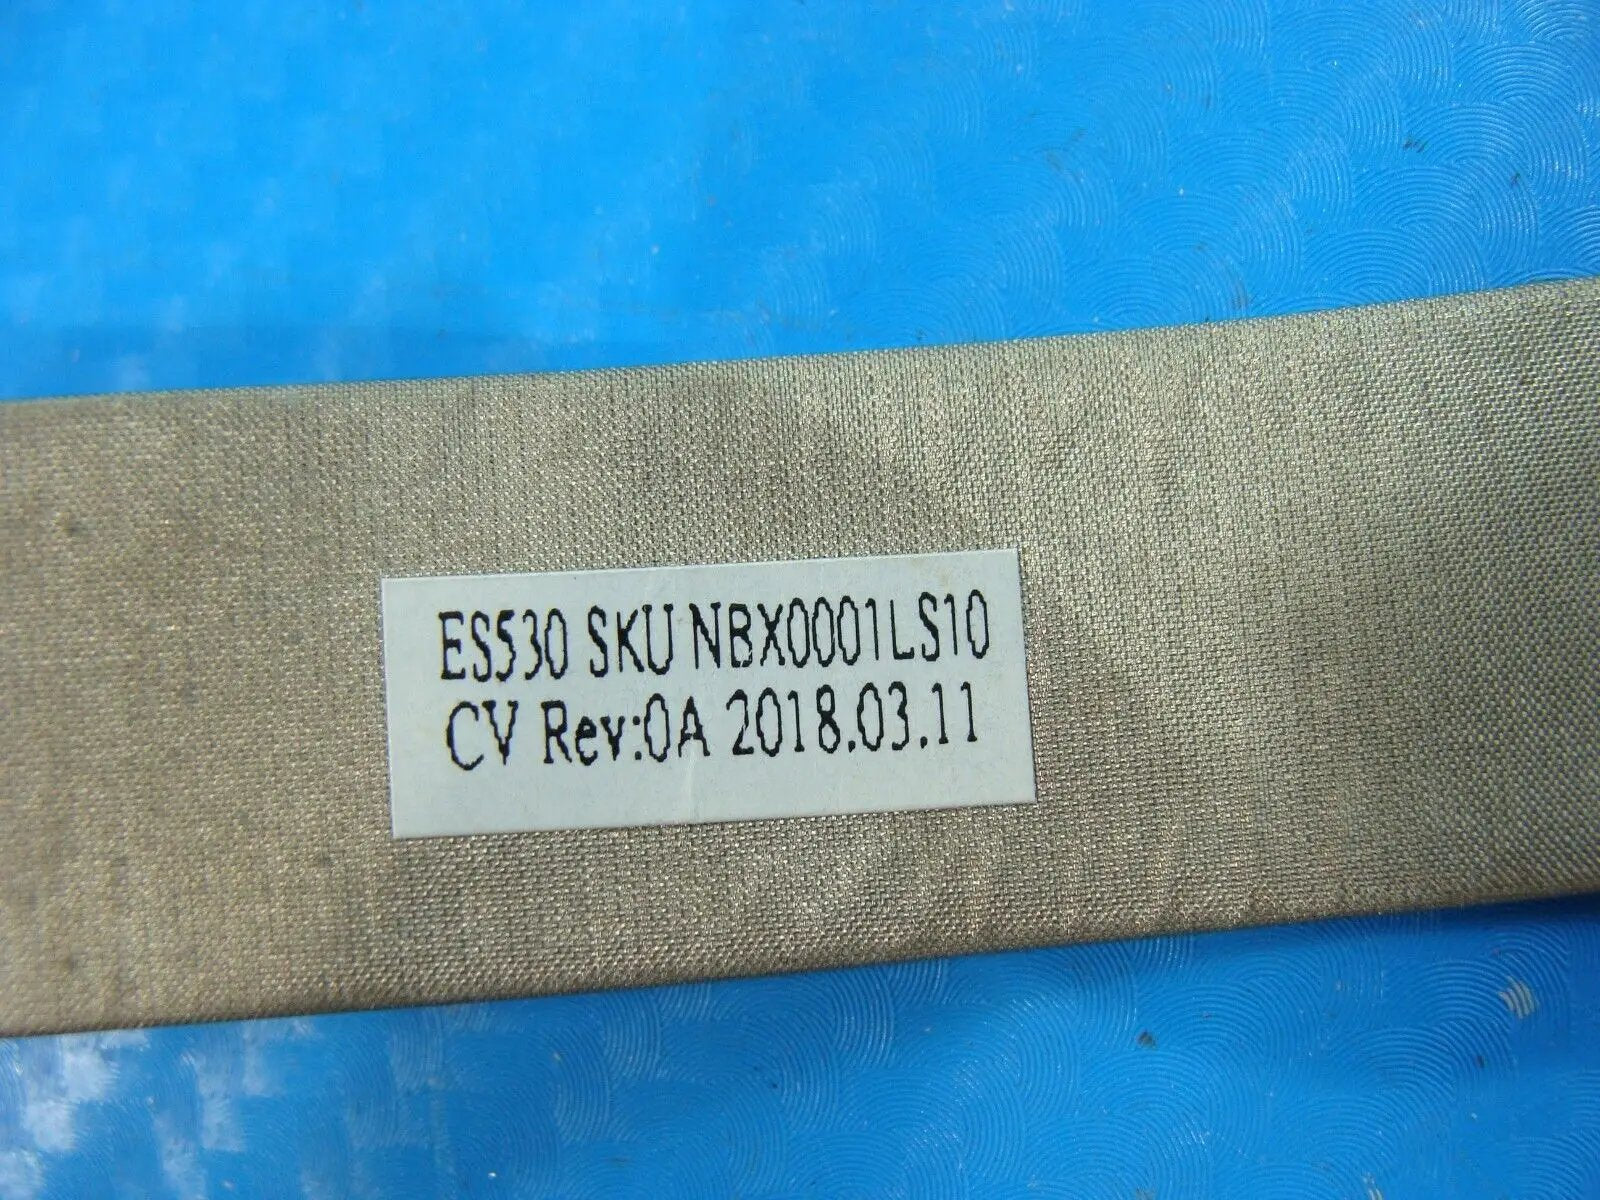 ES530 SKU NBX0001LS10
CV Rev:0A 2018.03.11